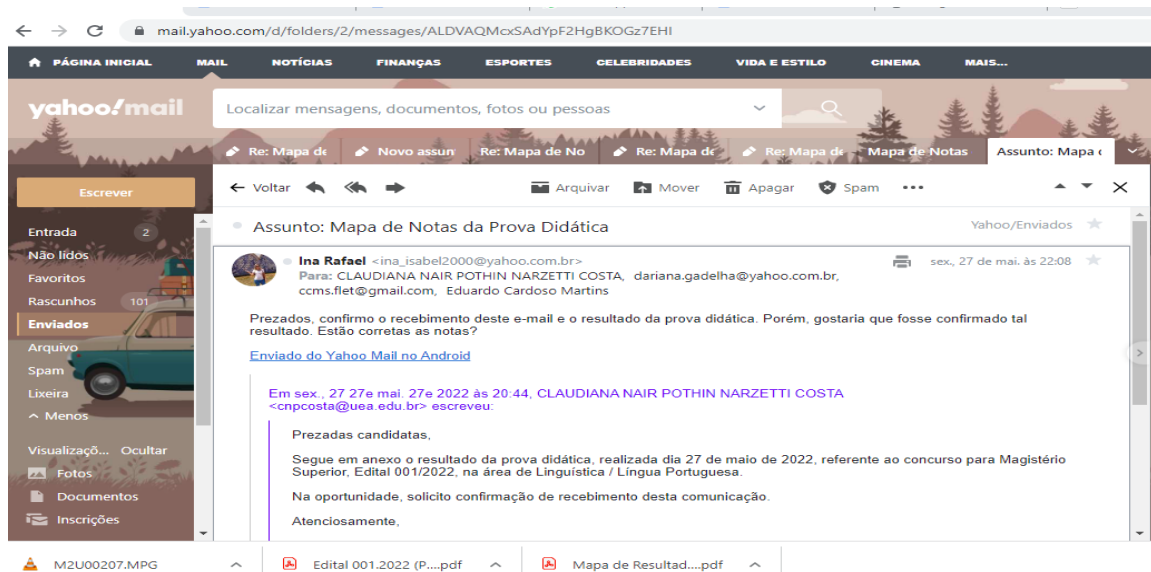 mail.yahoo.com/d/folders/2/messages/ALDVAQMcxSAdYpF2HgBKOGz7EHI
PÁGINA INICIAL MAIL NOTÍCIAS FINANÇAS ESPORTES CELEBRIDADES VIDA E ESTILO CINEMA MAIS...
yahoo!mail Localizar mensagens, documentos, fotos ou pessoas
Re: Mapa de Novo assun Re: Mapa de No Re: Mapa de Re: Mapa de Mapa de Notas Assunto: Mapa
Escrever Voltar Arquivar Mover Apagar Spam
Entrada 2 Assunto: Mapa de Notas da Prova Didática Yahoo/Enviados
Não lidos
Favoritos
Rascunhos 101
Enviados
Arquivo
Spam
Lixeira
Menos
Visualizaçõ... Ocultar
Fotos
Documentos
Inscrições
Ina Rafael <ina_isabel2000@yahoo.com.br> sex., 27 de mai. às 22:08
Para: CLAUDIANA NAIR POTHIN NARZETTI COSTA, dariana.gadelha@yahoo.com.br,
ccms.flet@gmail.com, Eduardo Cardoso Martins
Prezados, confirmo o recebimento deste e-mail e o resultado da prova didática. Porém, gostaria que fosse confirmado tal
resultado. Estão corretas as notas?
Enviado do Yahoo Mail no Android
Em sex., 27 27e mai. 27e 2022 às 20:44, CLAUDIANA NAIR POTHIN NARZETTI COSTA
<cnpcosta@uea.edu.br> escreveu:
Prezadas candidatas,
Segue em anexo o resultado da prova didática, realizada dia 27 de maio de 2022, referente ao concurso para Magistério
Superior, Edital 001/2022, na área de Linguística / Língua Portuguesa.
Na oportunidade, solicito confirmação de recebimento desta comunicação.
Atenciosamente,
M2U00207.MPG Edital 001.2022 (P....pdf Mapa de Resultad....pdf